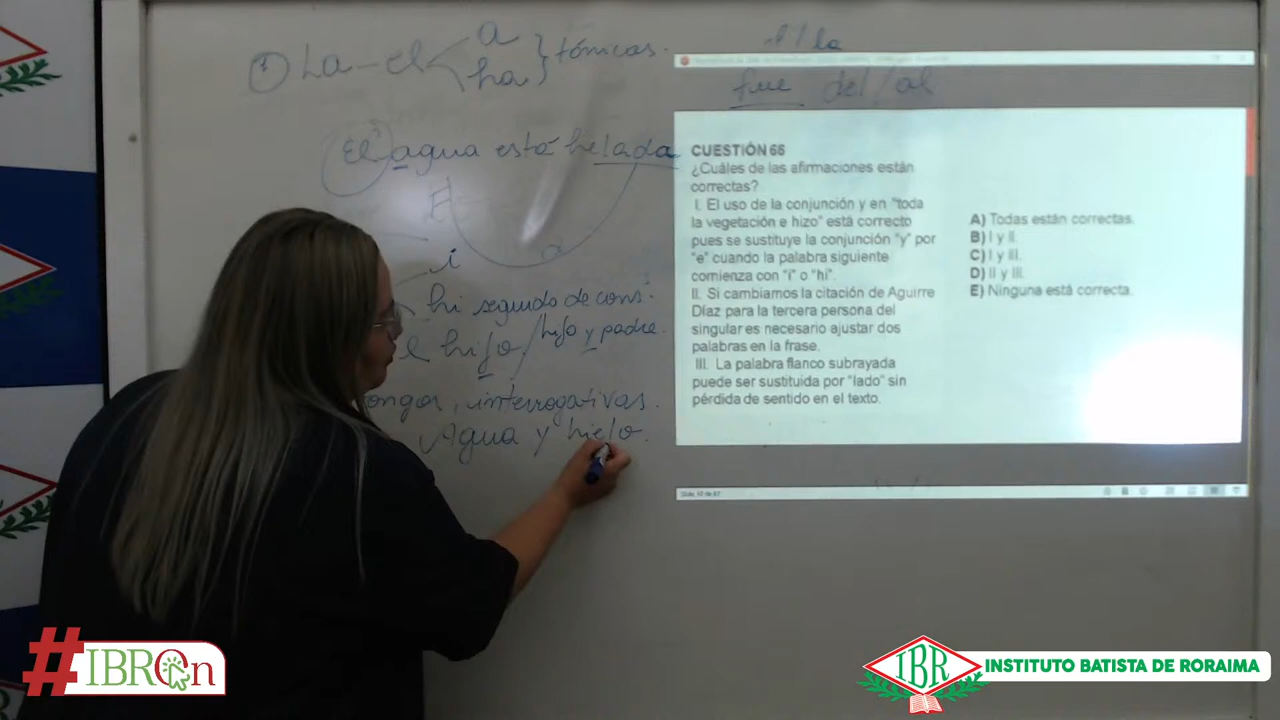 ① La - el < a } tónicas.
ha
el / la
fue del / al
El agua está helada
a
i
hi seguido de cons.
e hijo / hijo y padre.
interrogativas.
Agua y hielo.
CUESTIÓN 66
¿Cuáles de las afirmaciones están
correctas?
I. El uso de la conjunción y en "toda
la vegetación e hizo" está correcto
pues se sustituye la conjunción "y" por
"e" cuando la palabra siguiente
comienza con "i" o "hi".
II. Si cambiamos la citación de Aguirre
Díaz para la tercera persona del
singular es necesario ajustar dos
palabras en la frase.
III. La palabra flanco subrayada
puede ser sustituida por "lado" sin
pérdida de sentido en el texto.
A) Todas están correctas.
B) I y II.
C) I y III.
D) II y III.
E) Ninguna está correcta.
#IBROn
IBR INSTITUTO BATISTA DE RORAIMA